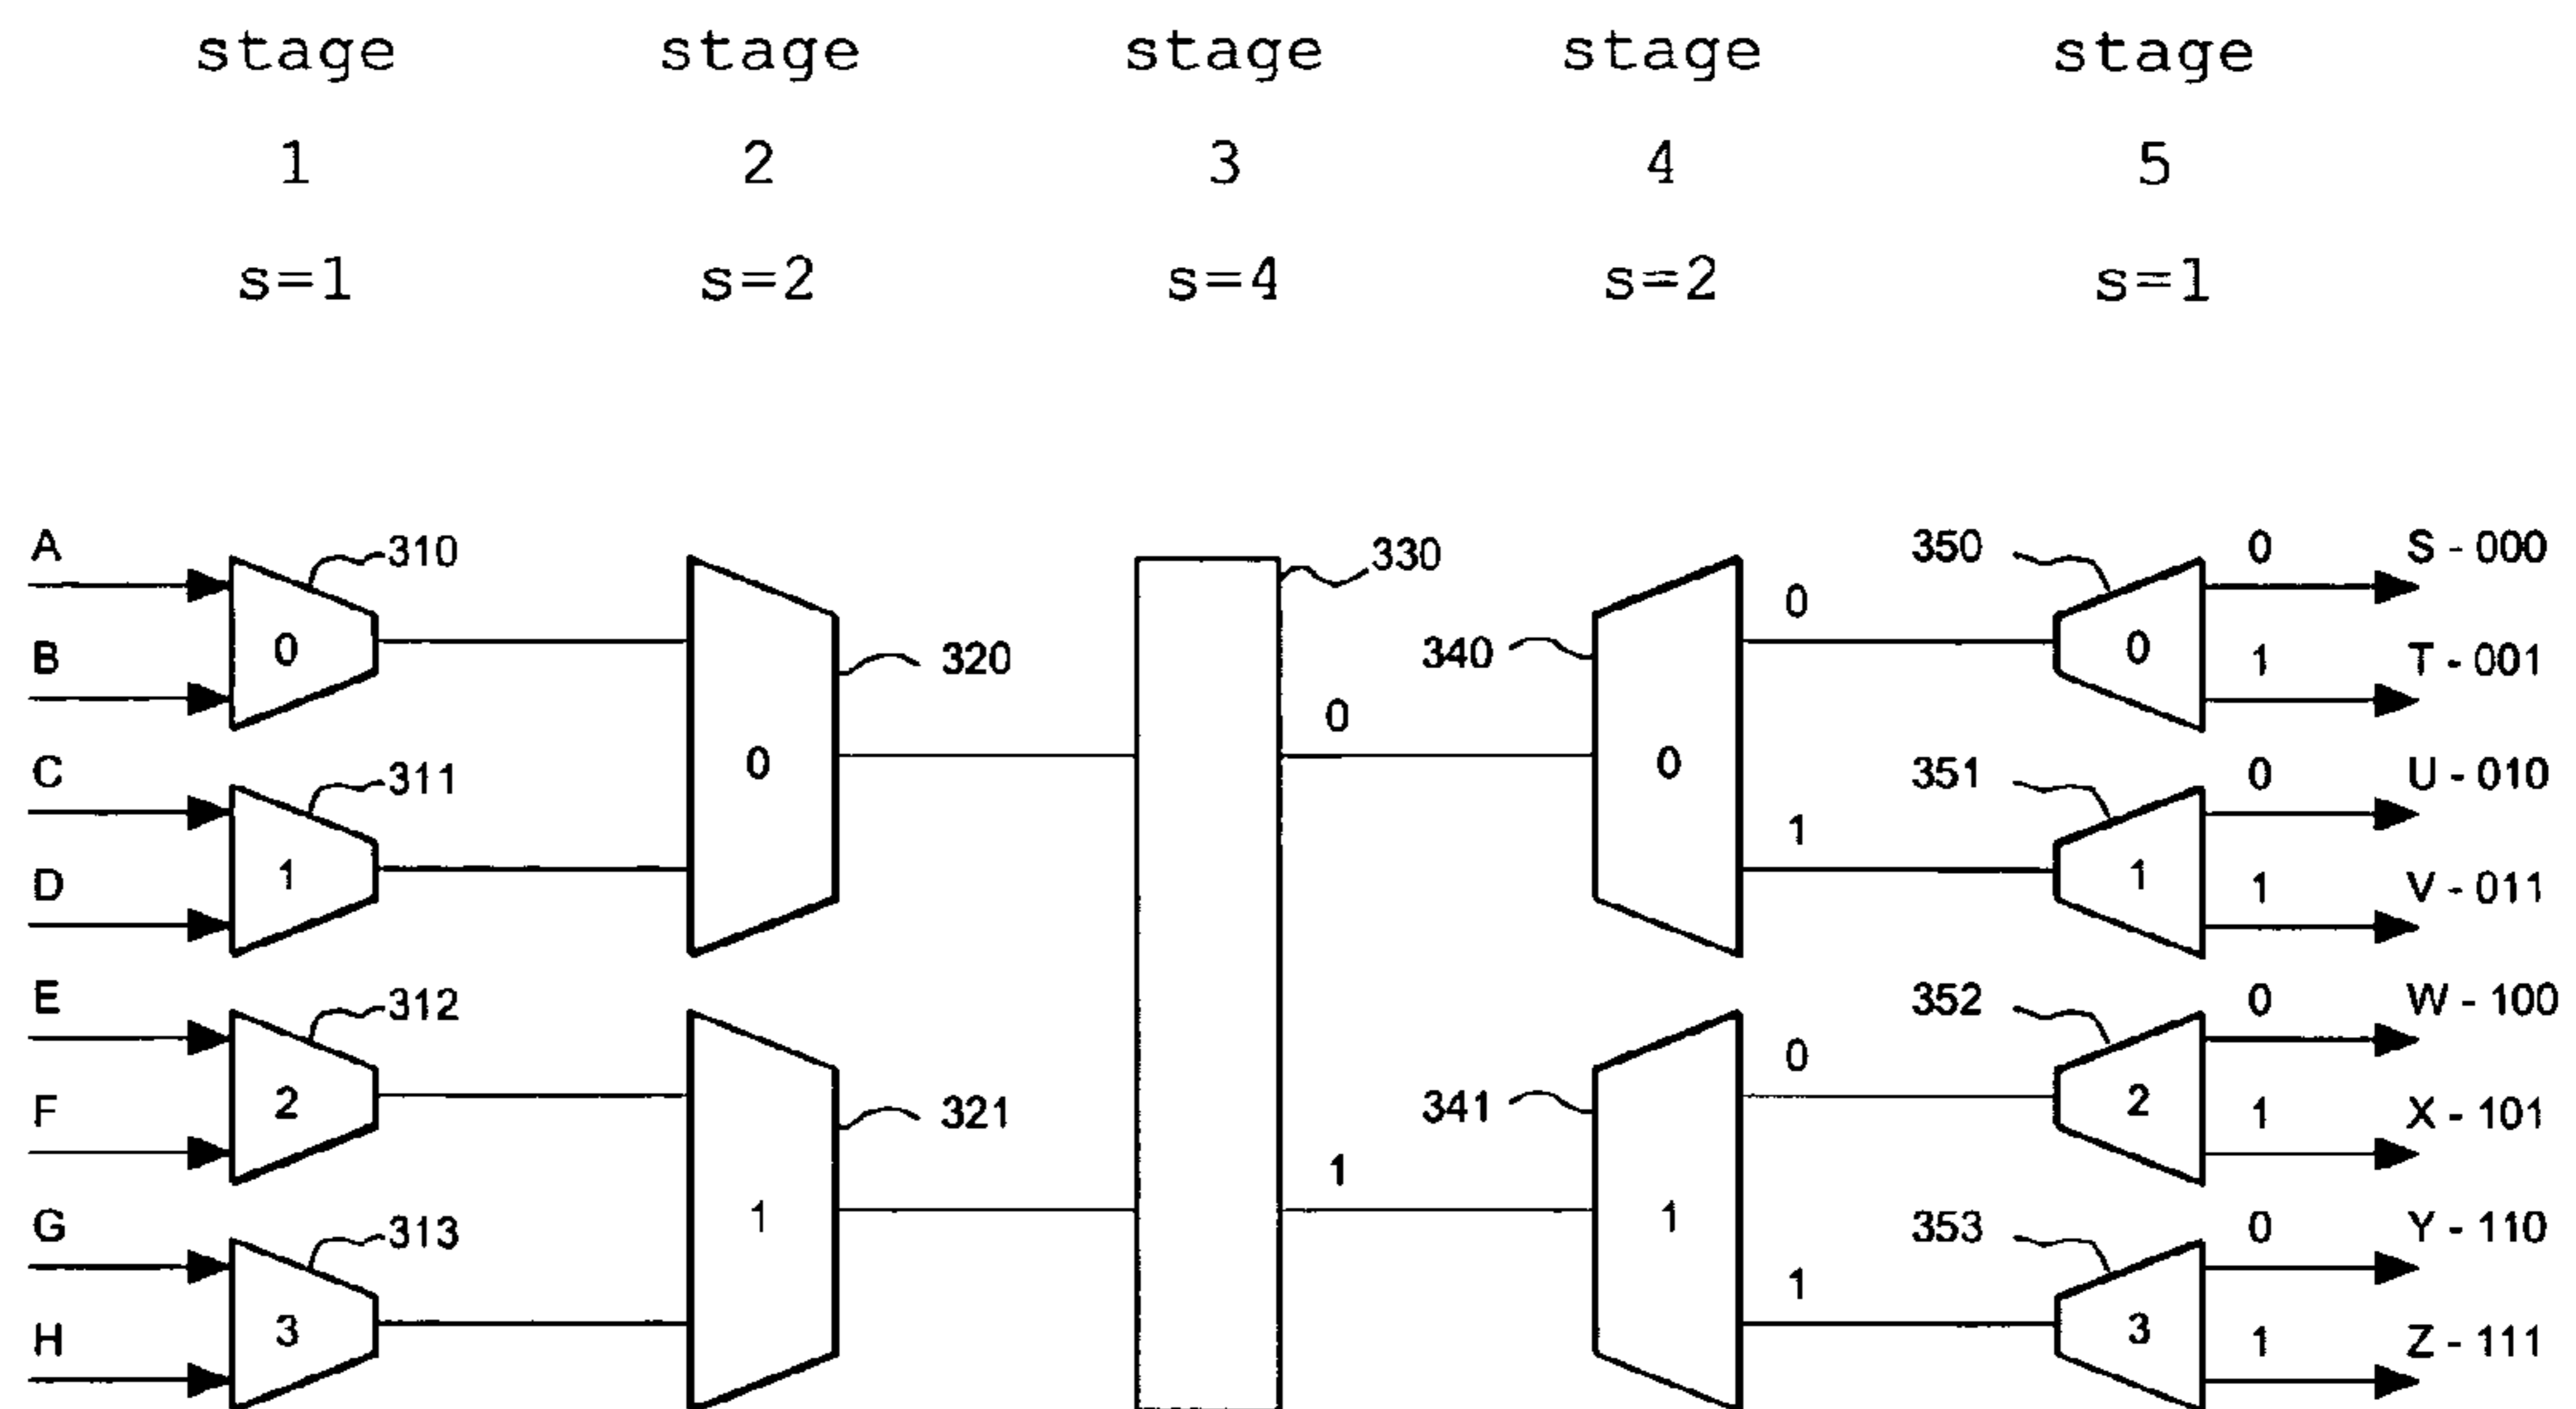 stage stage stage stage stage
1 2 3 4 5
s=1 s=2 s=4 s=2 s=1
A 310 330 350 0 S - 000
0
B 0 320 340 0 1 T - 001
0
C 311 0 0 351 0 U - 010
1
D 1 1 1 V - 011
E 312 352 0 W - 100
0
F 2 321 341 2 1 X - 101
1
G 313 1 1 353 0 Y - 110
1
H 3 3 1 Z - 111